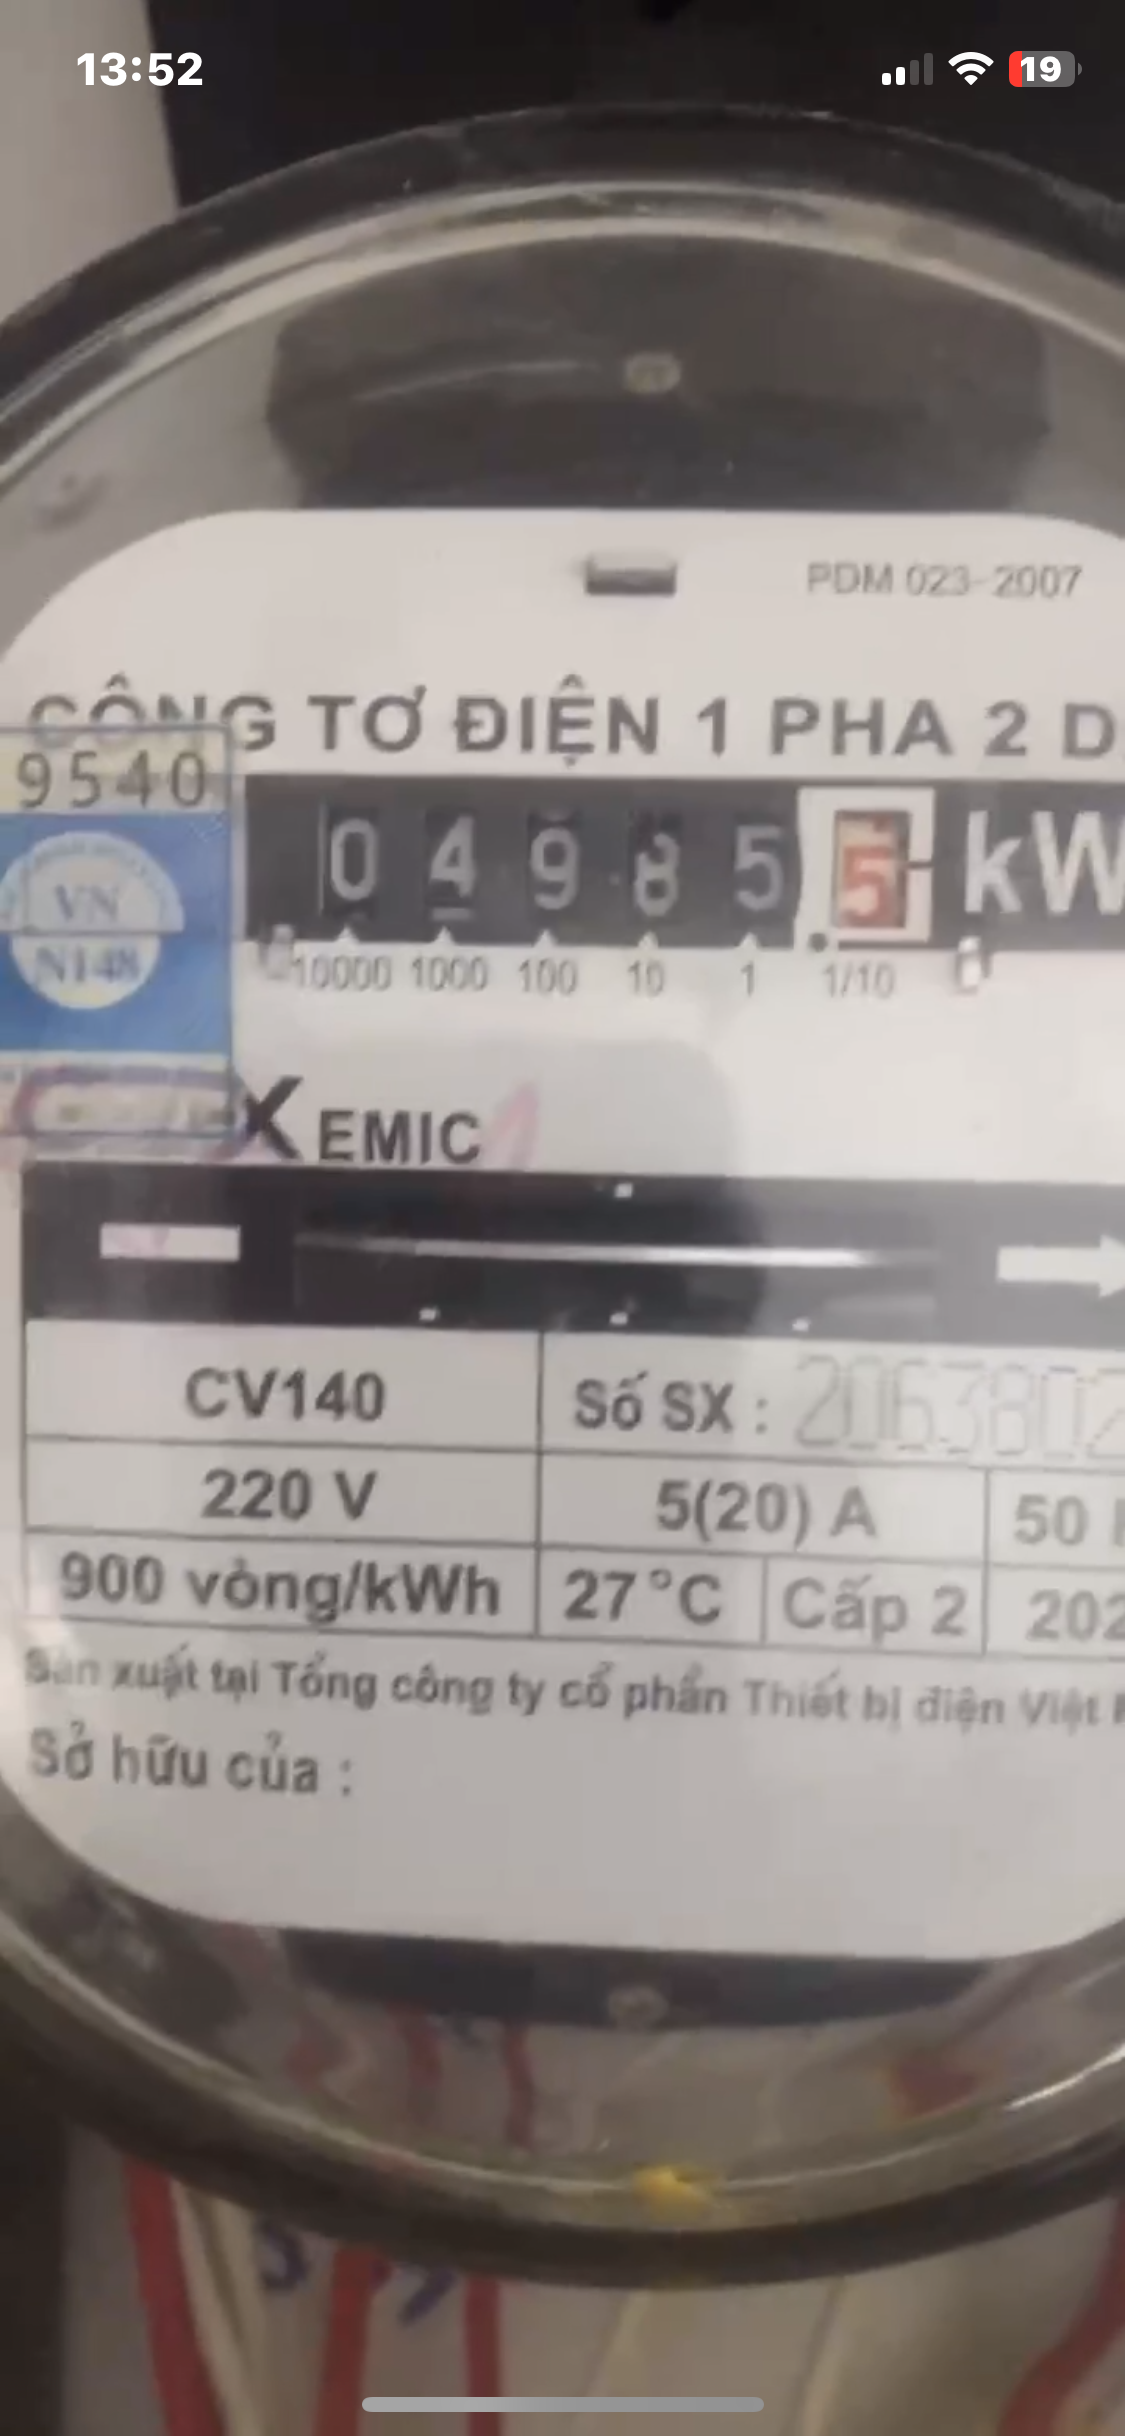 13:52
19
PDM 023-2007
CÔNG TƠ ĐIỆN 1 PHA 2 D
9540
0 4 9 8 5 5 kW
VN
N148
10000 1000 100 10 1 1/10
EMIC
CV140 Số SX : 2063802
220 V 5(20) A 50
900 vòng/kWh 27°C Cấp 2 202
Sản xuất tại Tổng công ty cổ phần Thiết bị điện Việt
Sở hữu của :